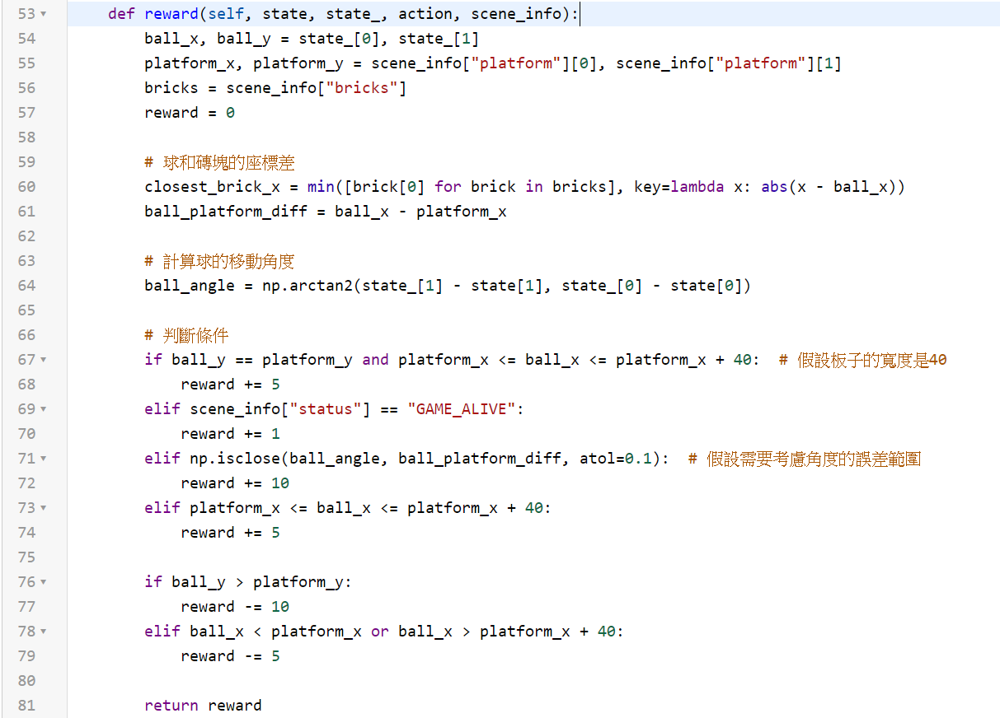 53 def reward(self, state, state_, action, scene_info):
54 ball_x, ball_y = state_[0], state_[1]
55 platform_x, platform_y = scene_info["platform"][0], scene_info["platform"][1]
56 bricks = scene_info["bricks"]
57 reward = 0
58
59 # 球和磚塊的座標差
60 closest_brick_x = min([brick[0] for brick in bricks], key=lambda x: abs(x - ball_x))
61 ball_platform_diff = ball_x - platform_x
62
63 # 計算球的移動角度
64 ball_angle = np.arctan2(state_[1] - state[1], state_[0] - state[0])
65
66 # 判斷條件
67 if ball_y == platform_y and platform_x <= ball_x <= platform_x + 40: # 假設板子的寬度是40
68 reward += 5
69 elif scene_info["status"] == "GAME_ALIVE":
70 reward += 1
71 elif np.isclose(ball_angle, ball_platform_diff, atol=0.1): # 假設需要考慮角度的誤差範圍
72 reward += 10
73 elif platform_x <= ball_x <= platform_x + 40:
74 reward += 5
75
76 if ball_y > platform_y:
77 reward -= 10
78 elif ball_x < platform_x or ball_x > platform_x + 40:
79 reward -= 5
80
81 return reward